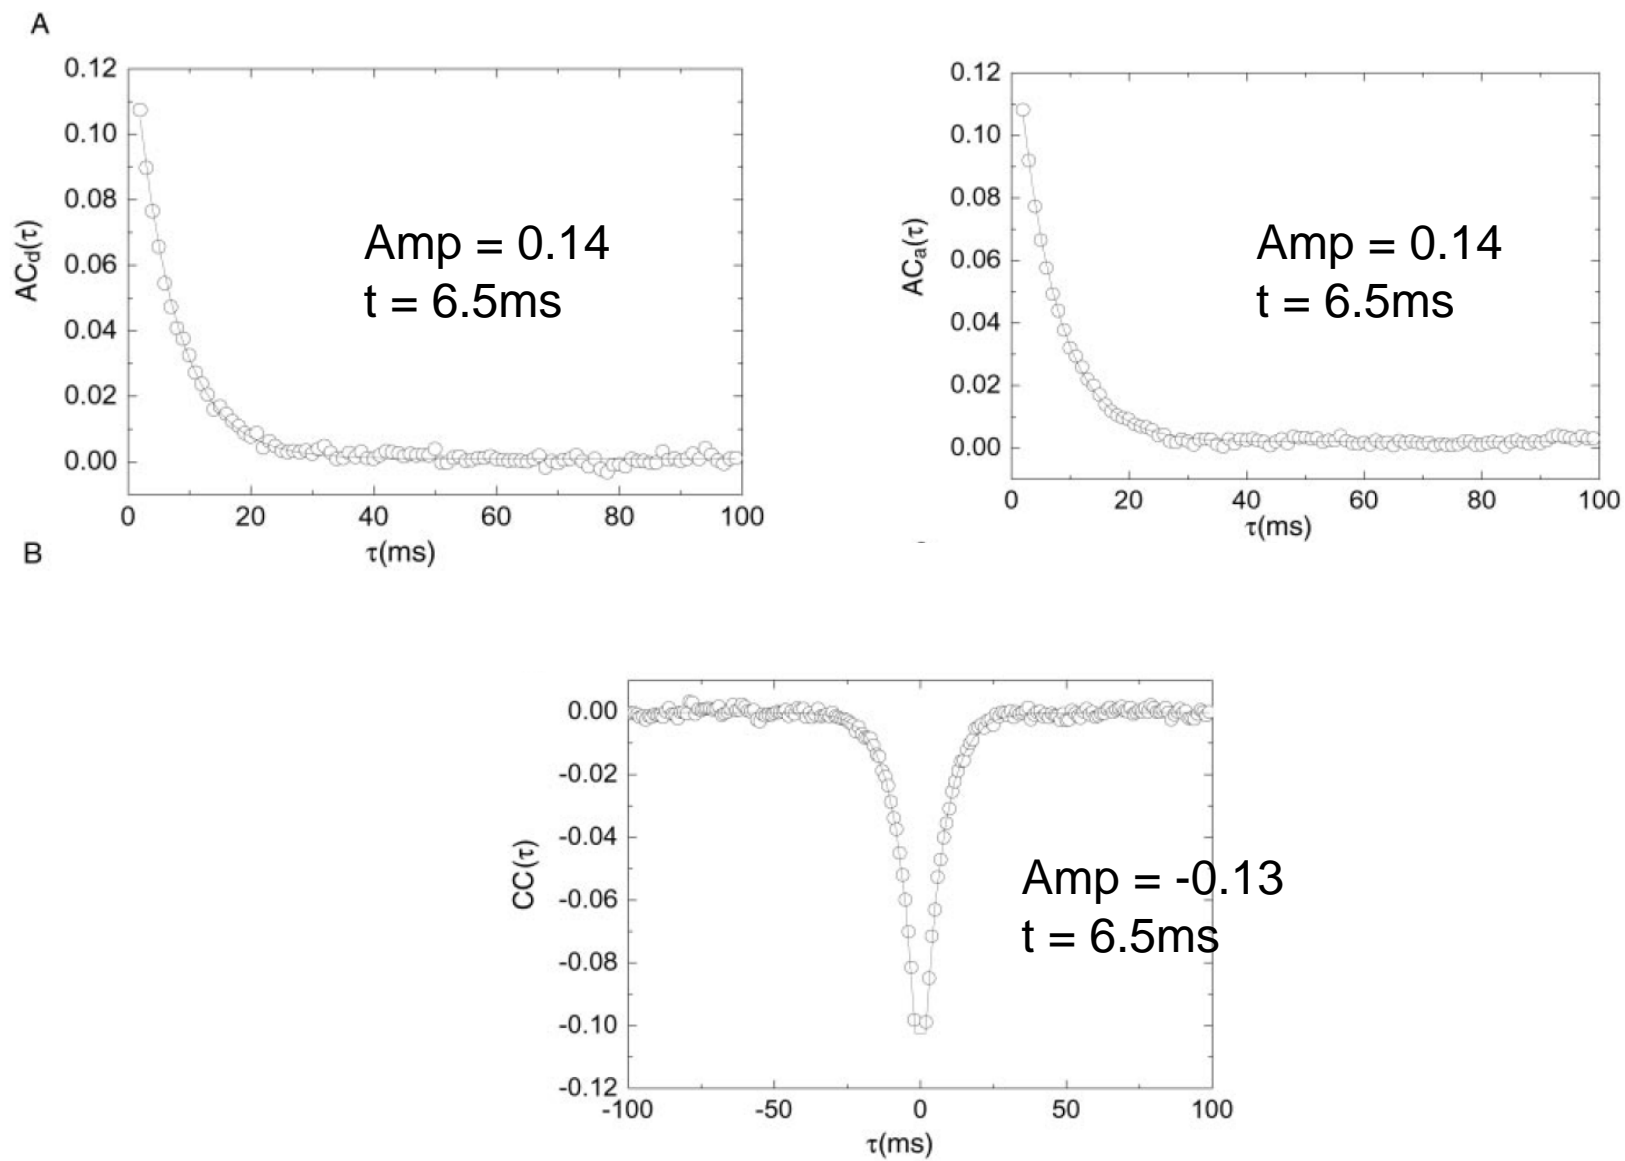 A
0.12
0.10
0.08
0.06
0.04
0.02
0.00
ACd(τ)
Amp = 0.14
t = 6.5ms
0 20 40 60 80 100
τ(ms)
0.12
0.10
0.08
0.06
0.04
0.02
0.00
ACa(τ)
Amp = 0.14
t = 6.5ms
0 20 40 60 80 100
τ(ms)
B
0.00
-0.02
-0.04
-0.06
-0.08
-0.10
-0.12
CC(τ)
Amp = -0.13
t = 6.5ms
-100 -50 0 50 100
τ(ms)